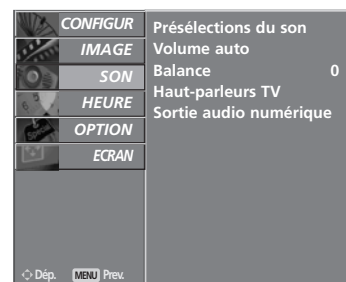 CONFIGUR
IMAGE
SON
HEURE
OPTION
ECRAN
Présélections du son
Volume auto
Balance 0
Haut-parleurs TV
Sortie audio numérique
Dép. MENU Prev.